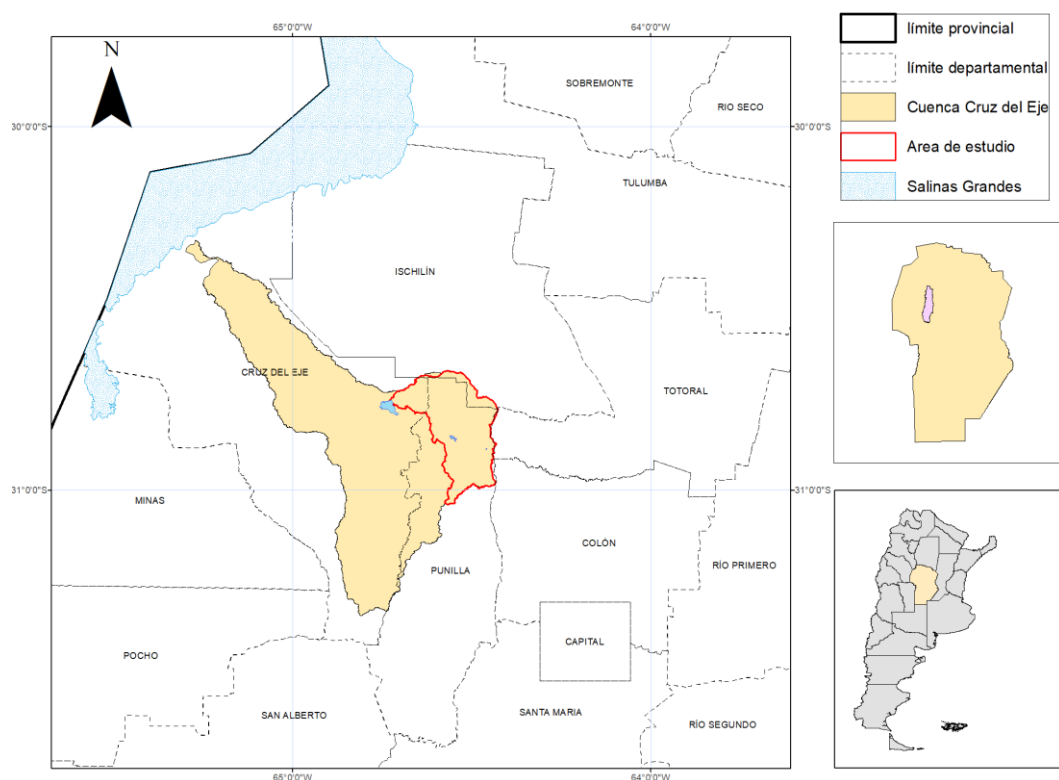 65°0'0"W
64°0'0"W
N
límite provincial
límite departamental
Cuenca Cruz del Eje
Area de estudio
Salinas Grandes
SOBREMONTE
RIO SECO
30°0'0"S
30°0'0"S
TULUMBA
ISCHILÍN
CRUZ DEL EJE
TOTORAL
31°0'0"S
31°0'0"S
MINAS
COLÓN
RÍO PRIMERO
PUNILLA
CAPITAL
POCHO
SAN ALBERTO
SANTA MARIA
RÍO SEGUNDO
65°0'0"W
64°0'0"W